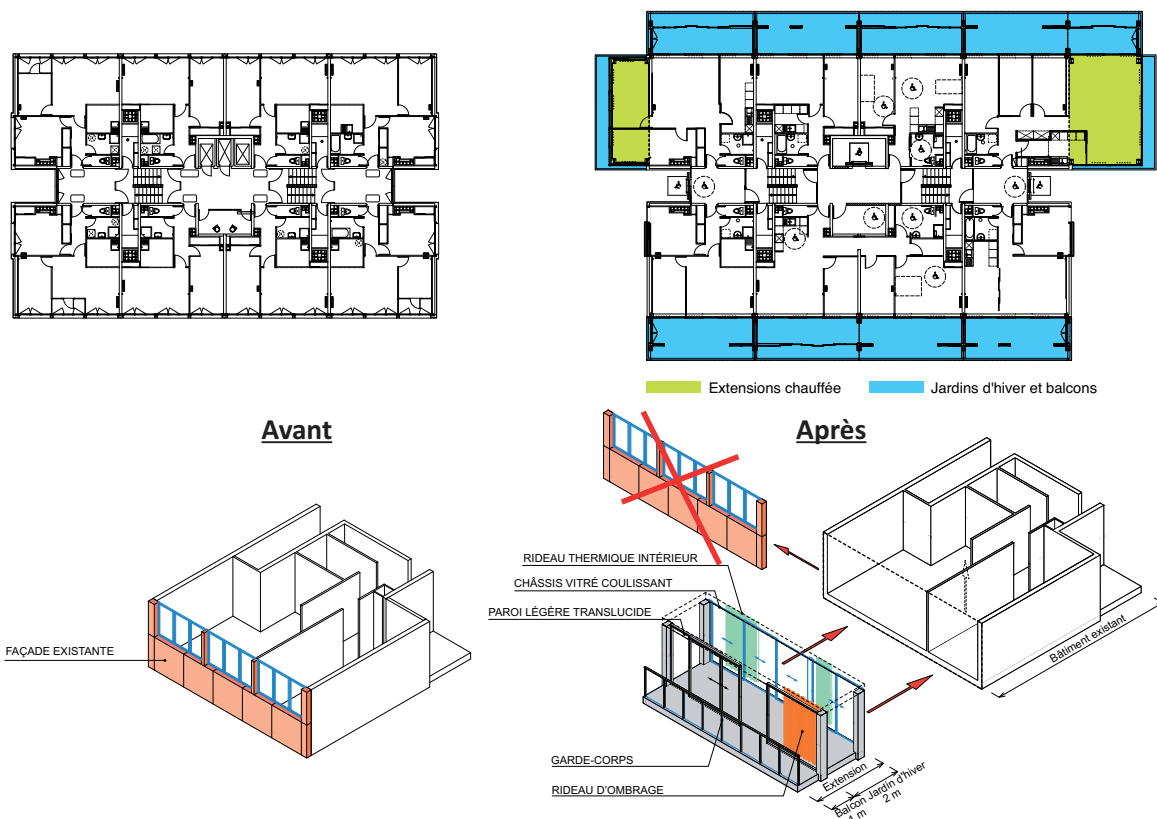 Extensions chauffée
Jardins d'hiver et balcons
Avant
Après
RIDEAU THERMIQUE INTÉRIEUR
CHÂSSIS VITRÉ COULISSANT
PAROI LÉGÈRE TRANSLUCIDE
FAÇADE EXISTANTE
Bâtiment existant
GARDE-CORPS
RIDEAU D'OMBRAGE
Extension
Balcon
1 m
Jardin d'hiver
2 m